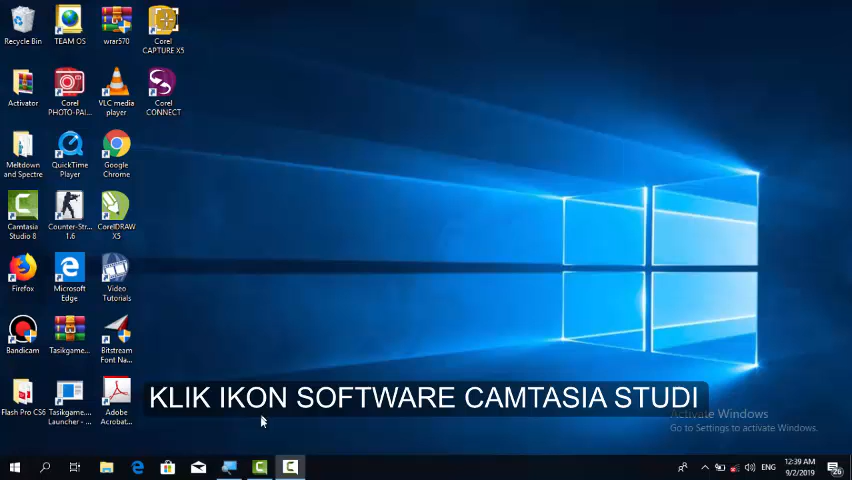 Recycle Bin
TEAM OS
wrar570
Corel
CAPTURE X5
Activator
Corel
PHOTO-PAI...
VLC media
player
Corel
CONNECT
Meltdown
and Spectre
QuickTime
Player
Google
Chrome
Camtasia
Studio 8
Counter-Str...
1.6
CorelDRAW
X5
Firefox
Microsoft
Edge
Video
Tutorials
Bandicam
Tasikgame...
Bitstream
Font Na...
Flash Pro CS6
Tasikgame....
Launcher - ...
Adobe
Acrobat...
KLIK IKON SOFTWARE CAMTASIA STUDI
Activate Windows
Go to Settings to activate Windows.
ENG
12:39 AM
9/2/2019
26